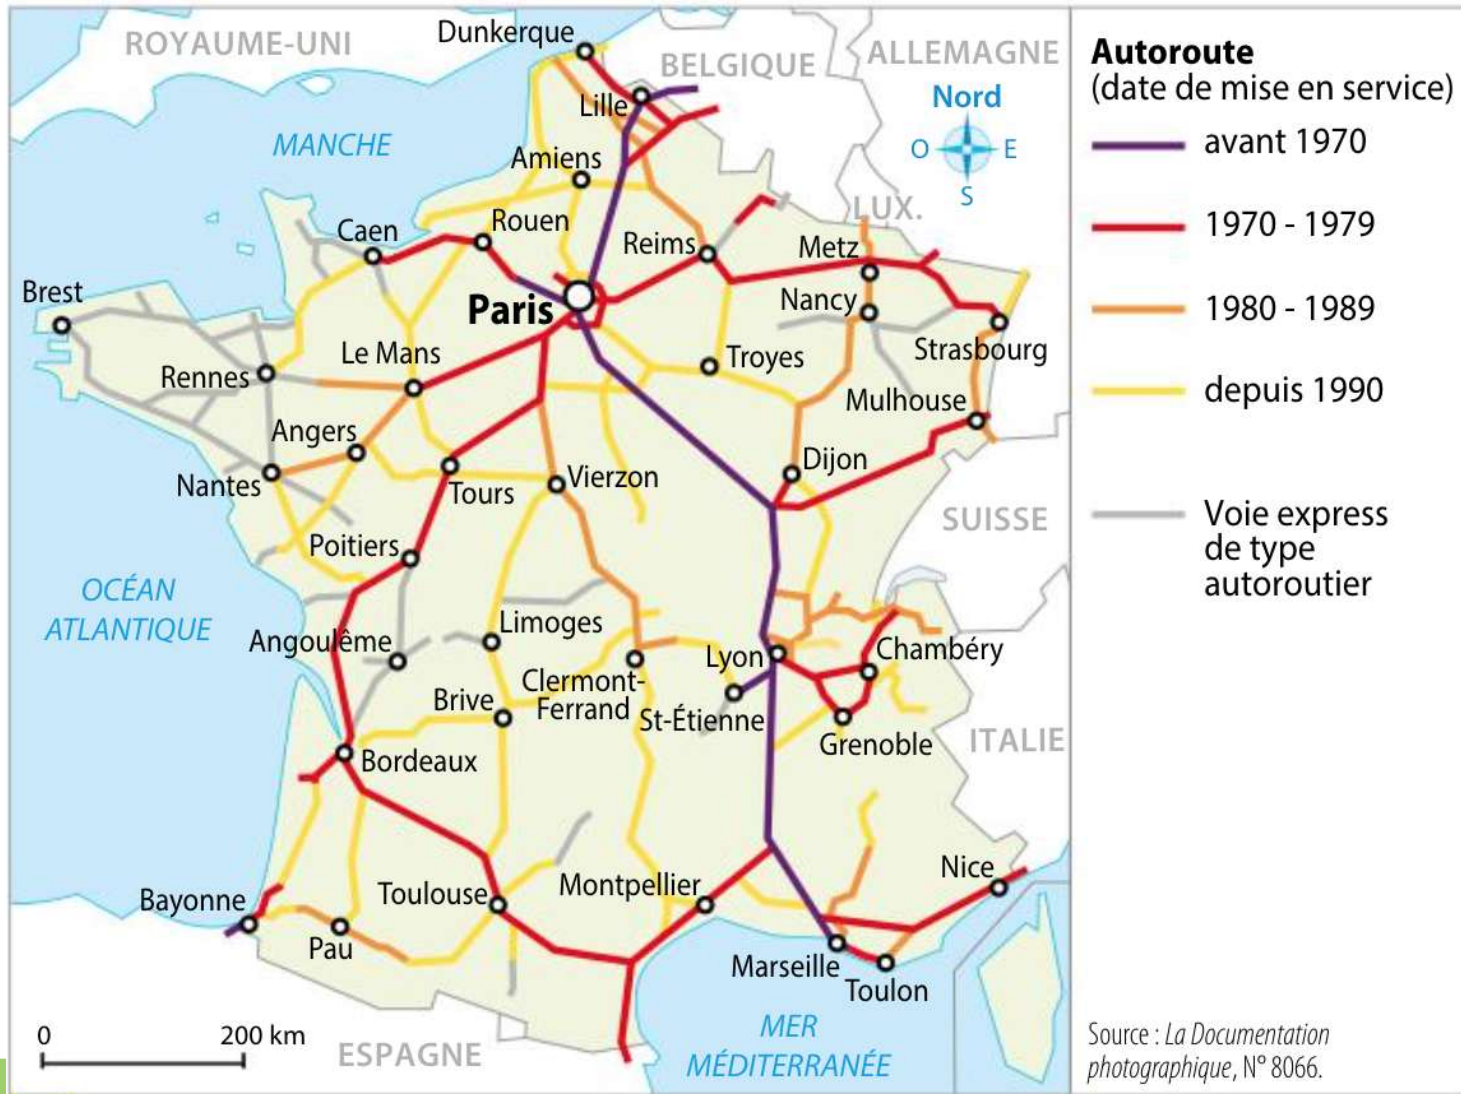 ROYAUME-UNI
Dunkerque
BELGIQUE
ALLEMAGNE
Lille
Nord
O
E
S
MANCHE
Amiens
LUX.
Caen
Rouen
Reims
Metz
Brest
Paris
Nancy
Le Mans
Troyes
Strasbourg
Rennes
Mulhouse
Angers
Dijon
Nantes
Tours
Vierzon
SUISSE
Poitiers
OCÉAN
ATLANTIQUE
Angoulême
Limoges
Lyon
Chambéry
Clermont-
Ferrand
Brive
St-Étienne
Grenoble
ITALIE
Bordeaux
Nice
Bayonne
Toulouse
Montpellier
Pau
Marseille
Toulon
0
200 km
ESPAGNE
MER
MÉDITERRANÉE
Autoroute
(date de mise en service)
avant 1970
1970 - 1979
1980 - 1989
depuis 1990
Voie express
de type
autoroutier
Source : La Documentation
photographique, N° 8066.